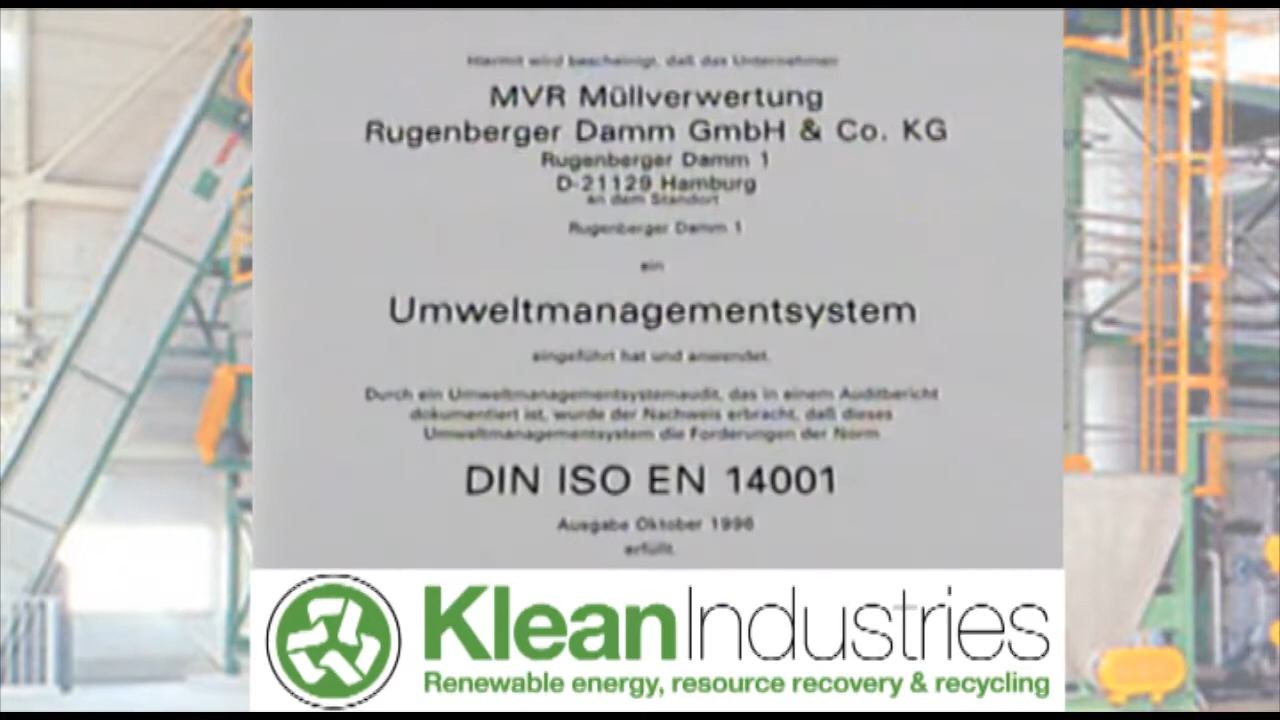 Hiermit wird bescheinigt, daß das Unternehmen
MVR Müllverwertung
Rugenberger Damm GmbH & Co. KG
Rugenberger Damm 1
D-21129 Hamburg
an dem Standort
Rugenberger Damm 1
ein
Umweltmanagementsystem
eingeführt hat und anwendet.
Durch ein Umweltmanagementsystemaudit, das in einem Auditbericht
dokumentiert ist, wurde der Nachweis erbracht, daß dieses
Umweltmanagementsystem die Forderungen der Norm
DIN ISO EN 14001
Ausgabe Oktober 1996
erfüllt.
KleanIndustries
Renewable energy, resource recovery & recycling